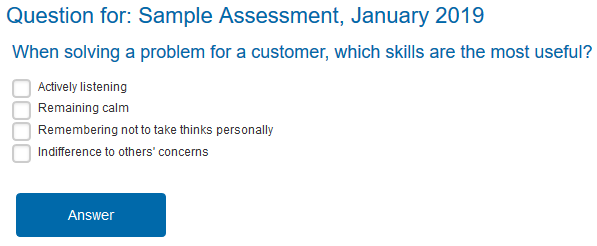 Question for: Sample Assessment, January 2019
When solving a problem for a customer, which skills are the most useful?
Actively listening
Remaining calm
Remembering not to take thinks personally
Indifference to others' concerns
Answer